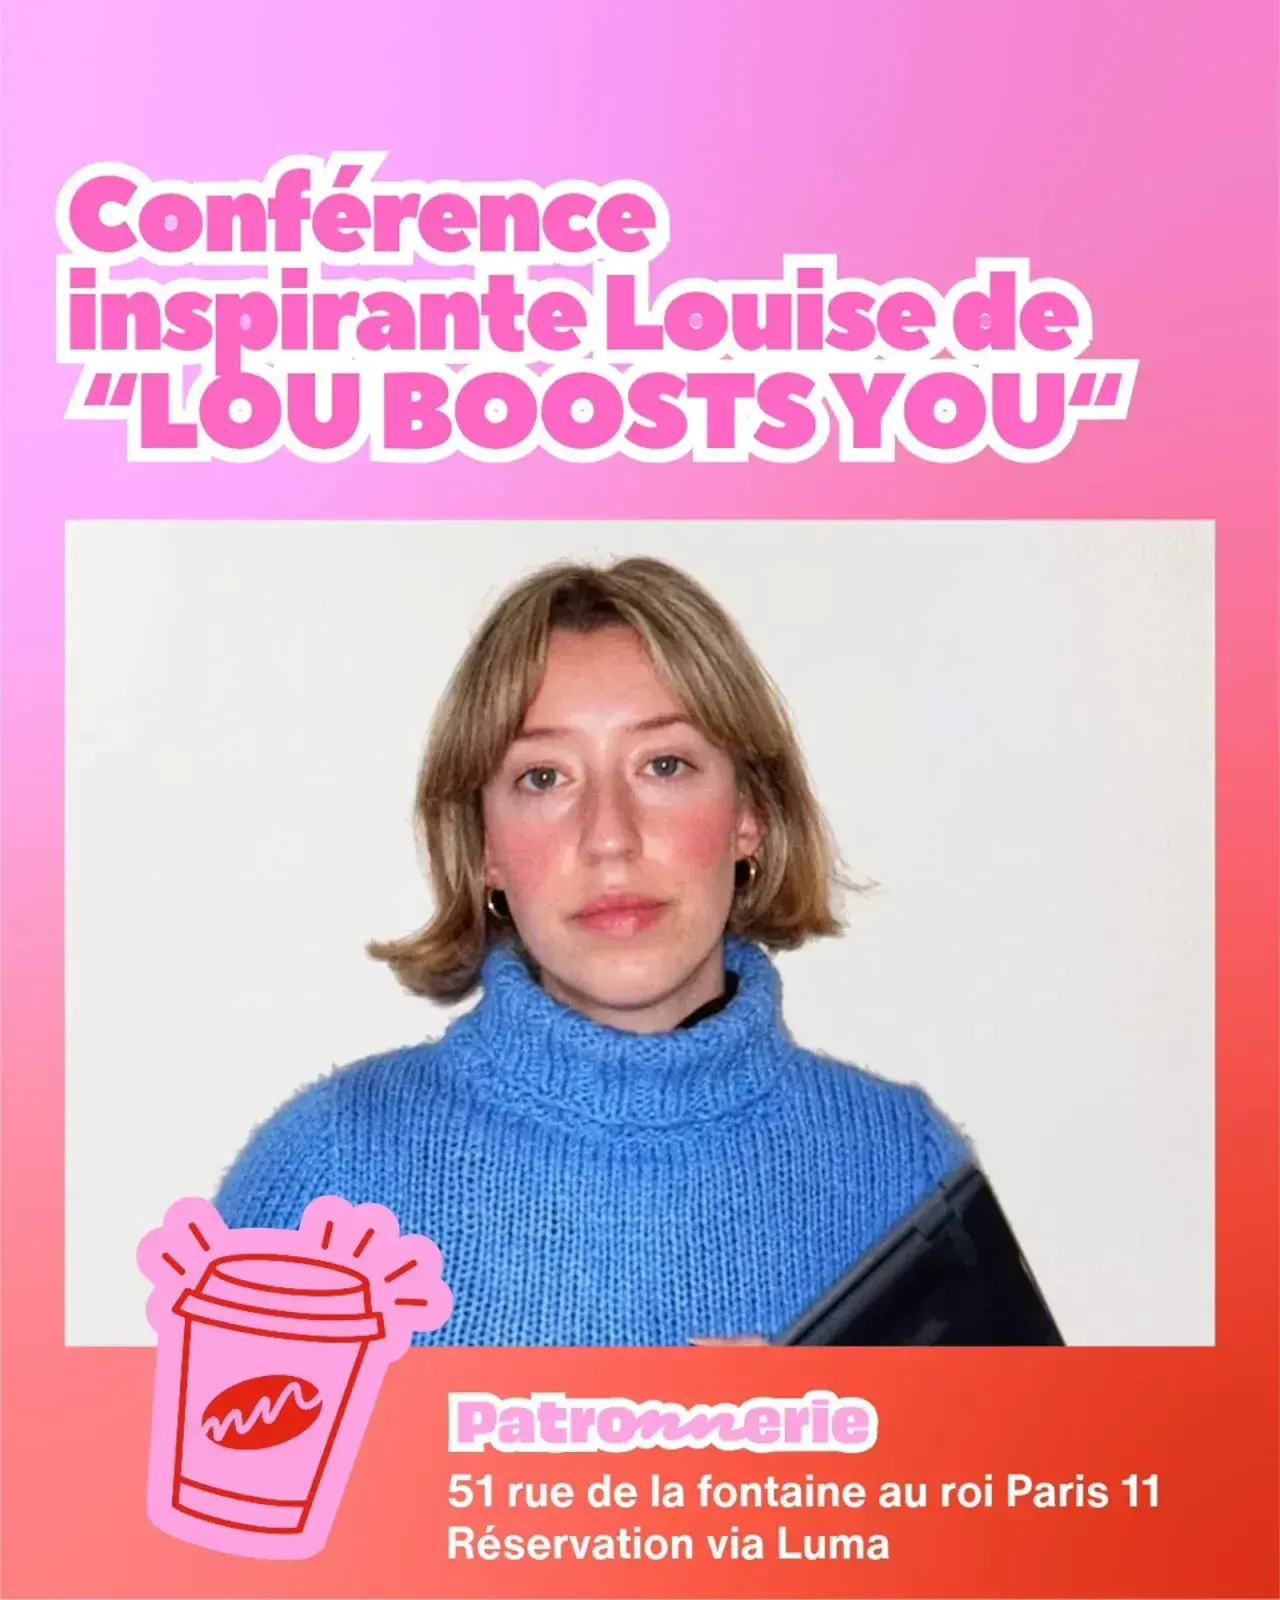 Conférence
inspirante Louise de
“LOU BOOSTS YOU“
Patronnerie
51 rue de la fontaine au roi Paris 11
Réservation via Luma